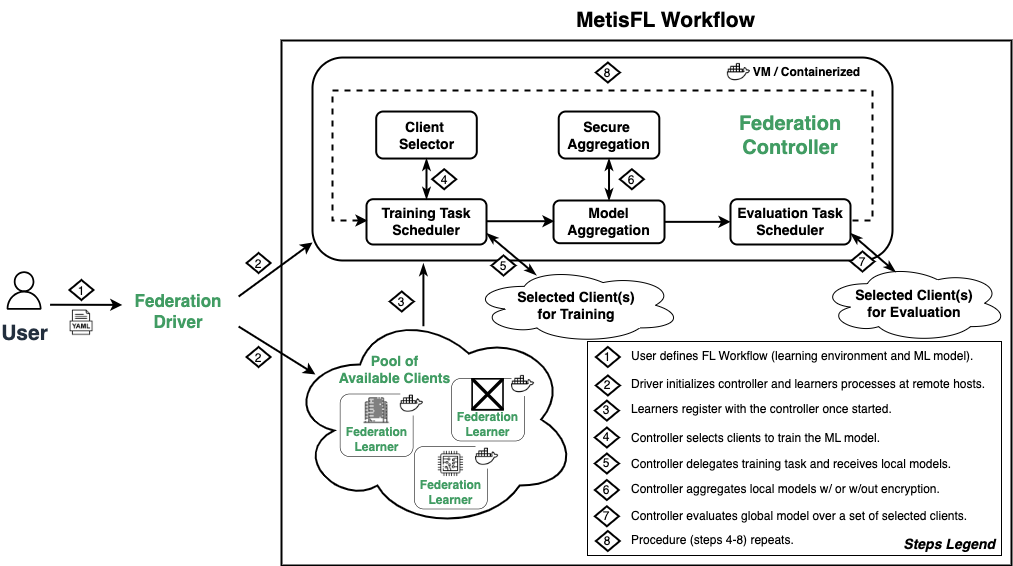 MetisFL Workflow
8
VM / Containerized
Client
Selector
Secure
Aggregation
Federation
Controller
4
6
Training Task
Scheduler
Model
Aggregation
Evaluation Task
Scheduler
2
5
7
1
User
YAML
Federation
Driver
3
Selected Client(s)
for Training
Selected Client(s)
for Evaluation
2
Pool of
Available Clients
Federation
Learner
Federation
Learner
Federation
Learner
1 User defines FL Workflow (learning environment and ML model).
2 Driver initializes controller and learners processes at remote hosts.
3 Learners register with the controller once started.
4 Controller selects clients to train the ML model.
5 Controller delegates training task and receives local models.
6 Controller aggregates local models w/ or w/out encryption.
7 Controller evaluates global model over a set of selected clients.
8 Procedure (steps 4-8) repeats.
Steps Legend